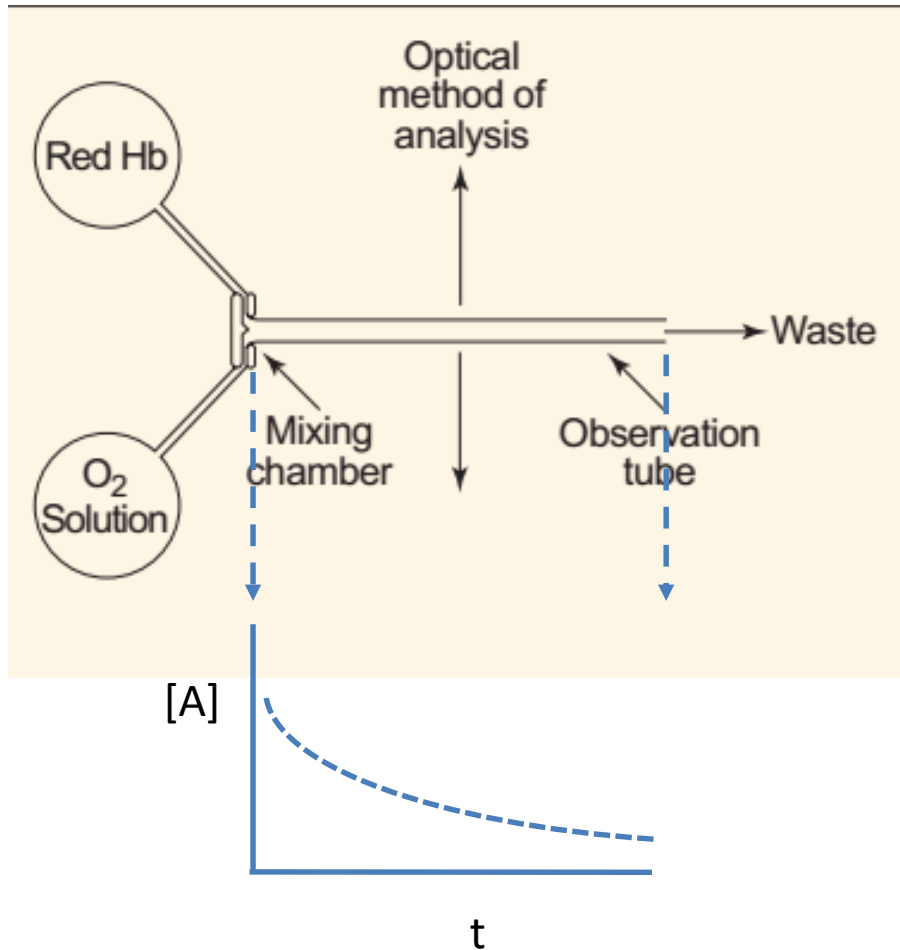 Optical
method of
analysis
Red Hb
Waste
Mixing
chamber
Observation
tube
O₂
Solution
[A]
t